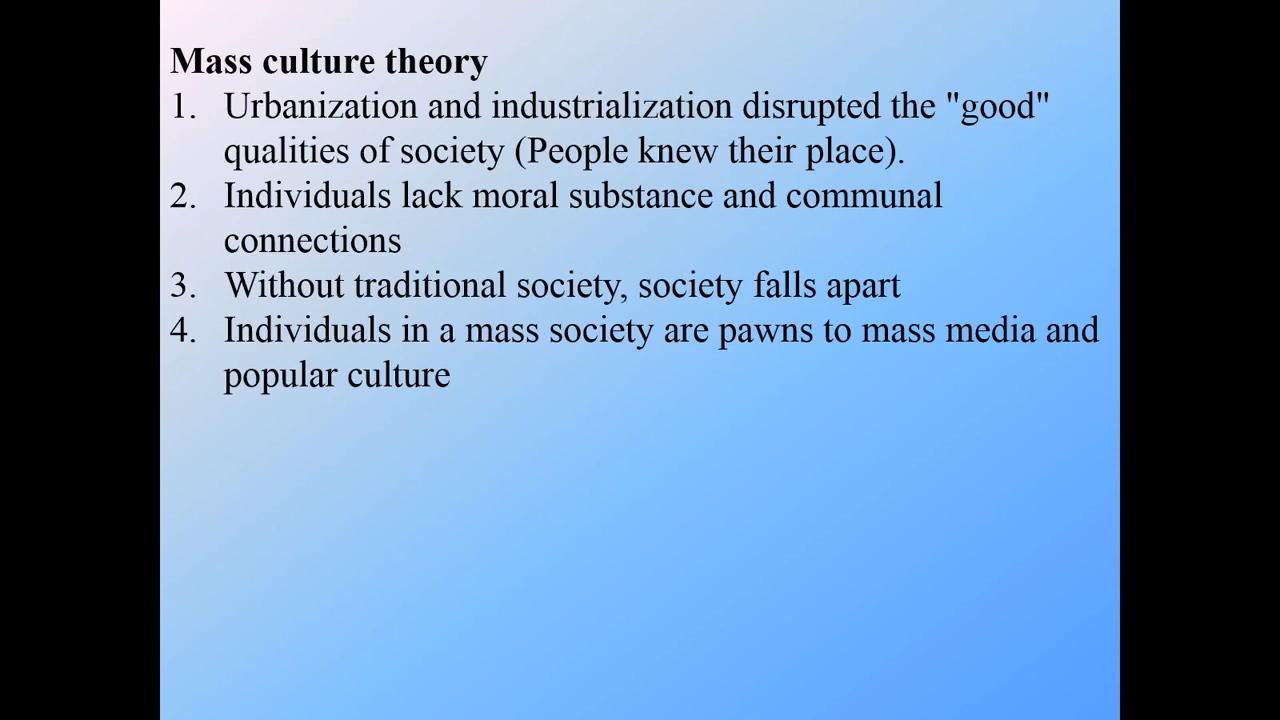 Mass culture theory
1. Urbanization and industrialization disrupted the "good"
qualities of society (People knew their place).
2. Individuals lack moral substance and communal
connections
3. Without traditional society, society falls apart
4. Individuals in a mass society are pawns to mass media and
popular culture